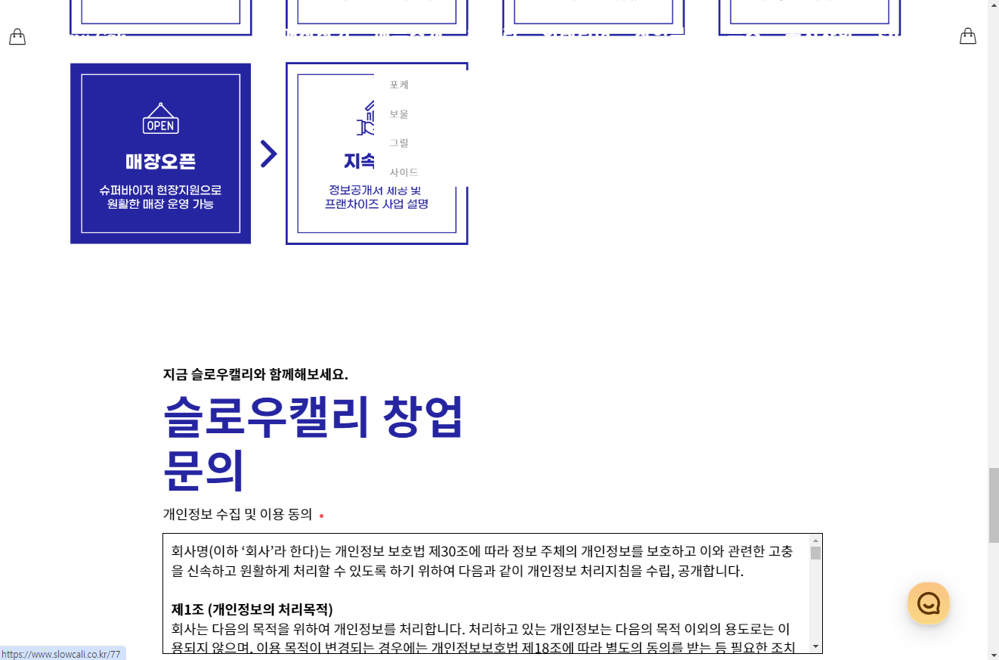 포케
보울
그릴
사이드
OPEN
매장오픈
슈퍼바이저 현장지원으로
원활한 매장 운영 가능
지속
정보공개서 제공 및
프랜차이즈 사업 설명
지금 슬로우캘리와 함께해보세요.
슬로우캘리 창업
문의
개인정보 수집 및 이용 동의
회사명(이하 ‘회사’라 한다)는 개인정보 보호법 제30조에 따라 정보 주체의 개인정보를 보호하고 이와 관련한 고충
을 신속하고 원활하게 처리할 수 있도록 하기 위하여 다음과 같이 개인정보 처리지침을 수립, 공개합니다.
제1조 (개인정보의 처리목적)
회사는 다음의 목적을 위하여 개인정보를 처리합니다. 처리하고 있는 개인정보는 다음의 목적 이외의 용도로는 이
용되지 않으며, 이용 목적이 변경되는 경우에는 개인정보보호법 제18조에 따라 별도의 동의를 받는 등 필요한 조치
https://www.slowcali.co.kr/77